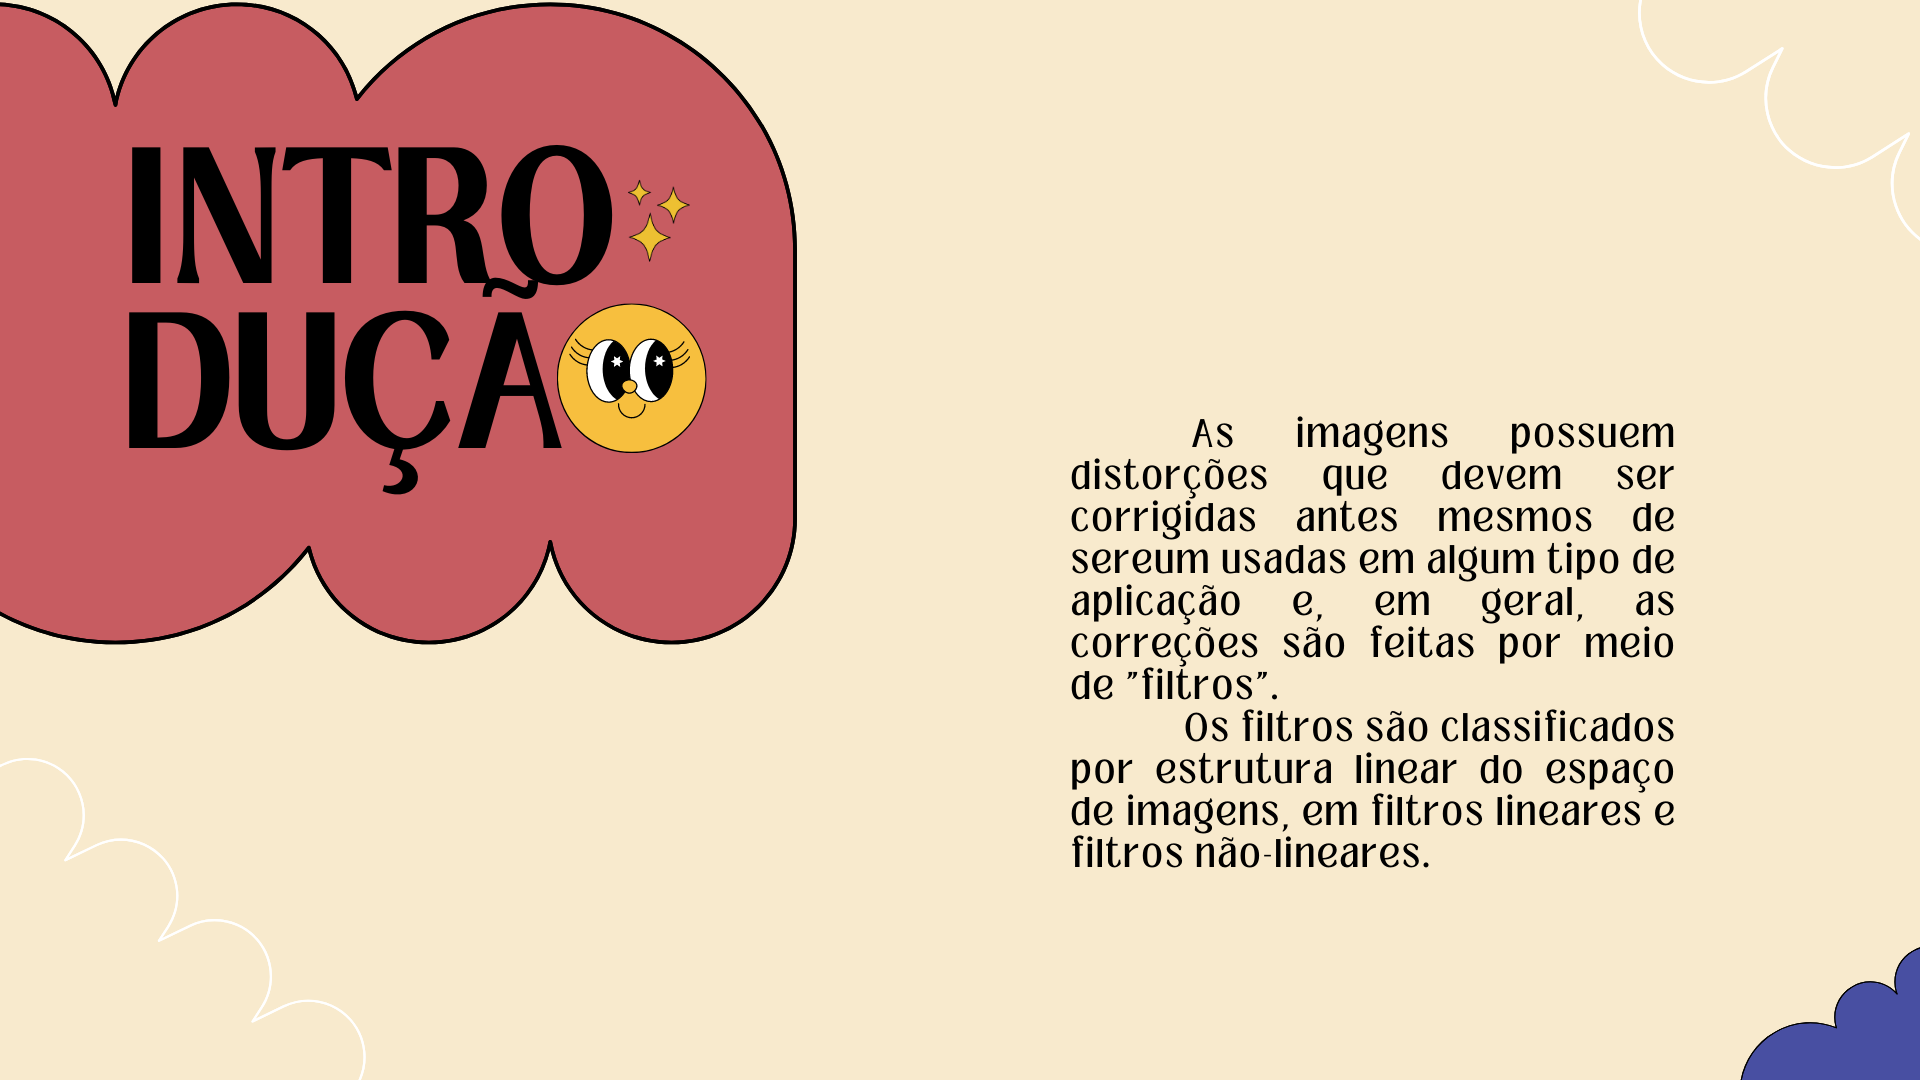 INTRO
DUÇÃ
As imagens possuem
distorções que devem ser
corrigidas antes mesmos de
sereum usadas em algum tipo de
aplicação e, em geral, as
correções são feitas por meio
de "filtros".
Os filtros são classificados
por estrutura linear do espaço
de imagens, em filtros lineares e
filtros não-lineares.